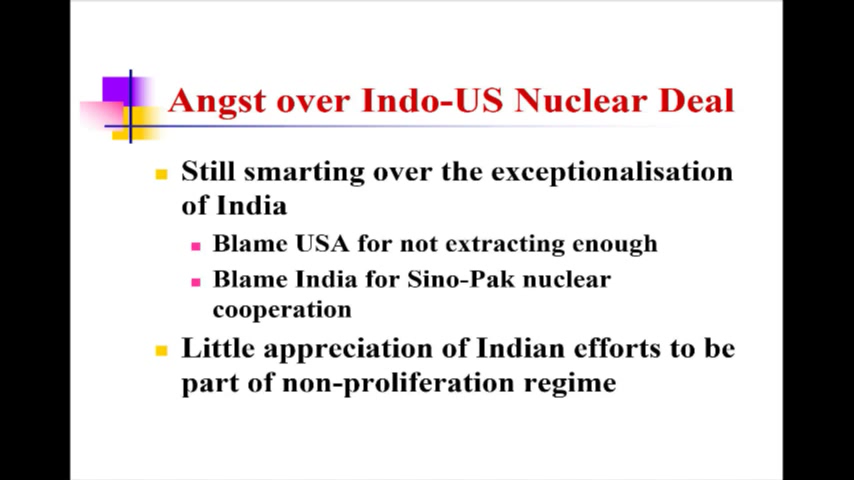 Angst over Indo-US Nuclear Deal
Still smarting over the exceptionalisation
of India
Blame USA for not extracting enough
Blame India for Sino-Pak nuclear
cooperation
Little appreciation of Indian efforts to be
part of non-proliferation regime